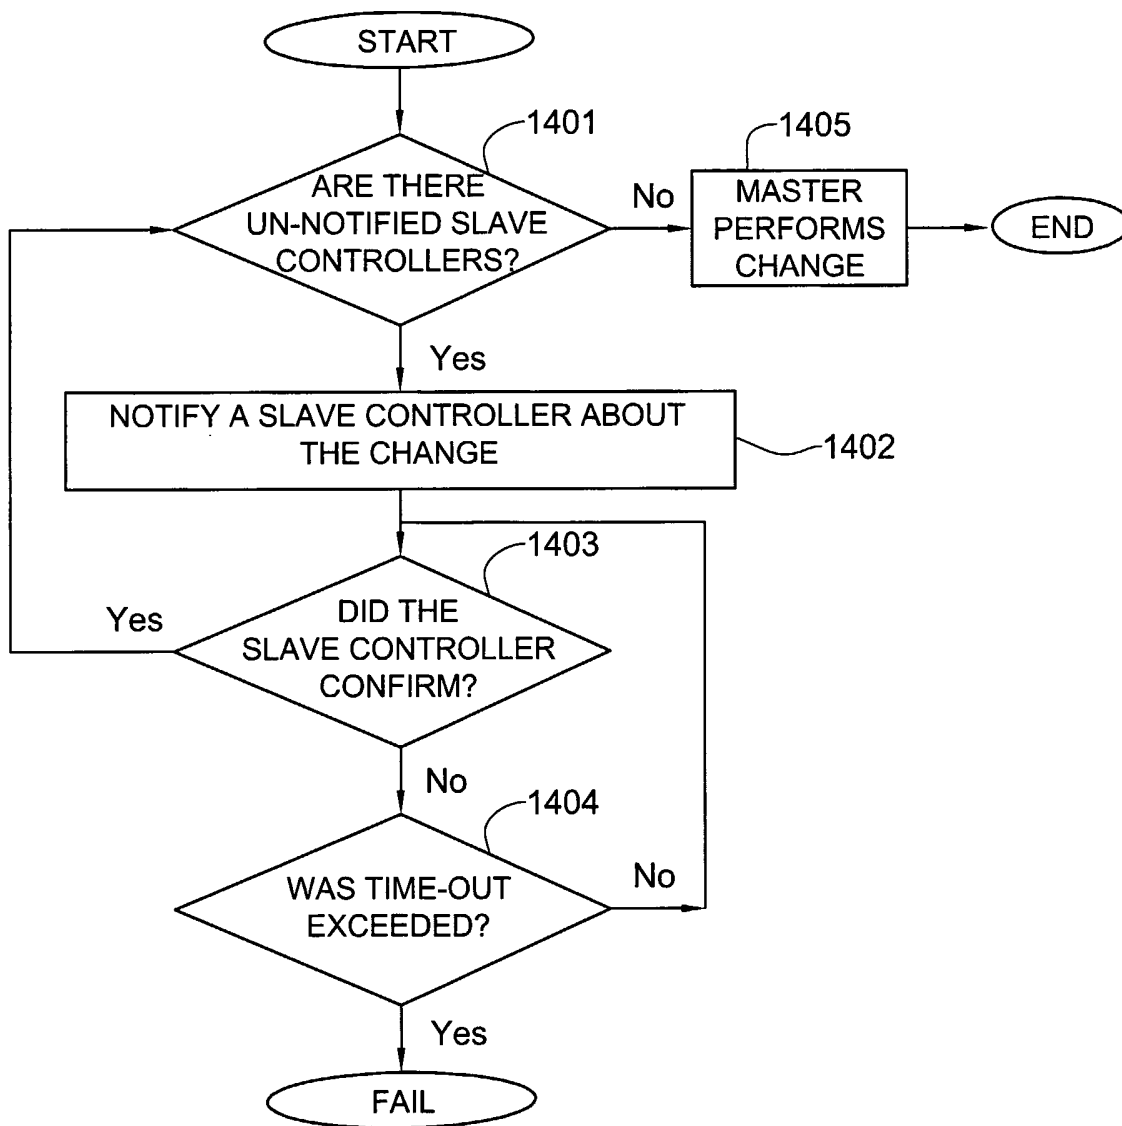 START
1401
ARE THERE
UN-NOTIFIED SLAVE
CONTROLLERS?
No
1405
MASTER
PERFORMS
CHANGE
END
Yes
NOTIFY A SLAVE CONTROLLER ABOUT
THE CHANGE
1402
1403
DID THE
SLAVE CONTROLLER
CONFIRM?
Yes
No
1404
WAS TIME-OUT
EXCEEDED?
No
Yes
FAIL